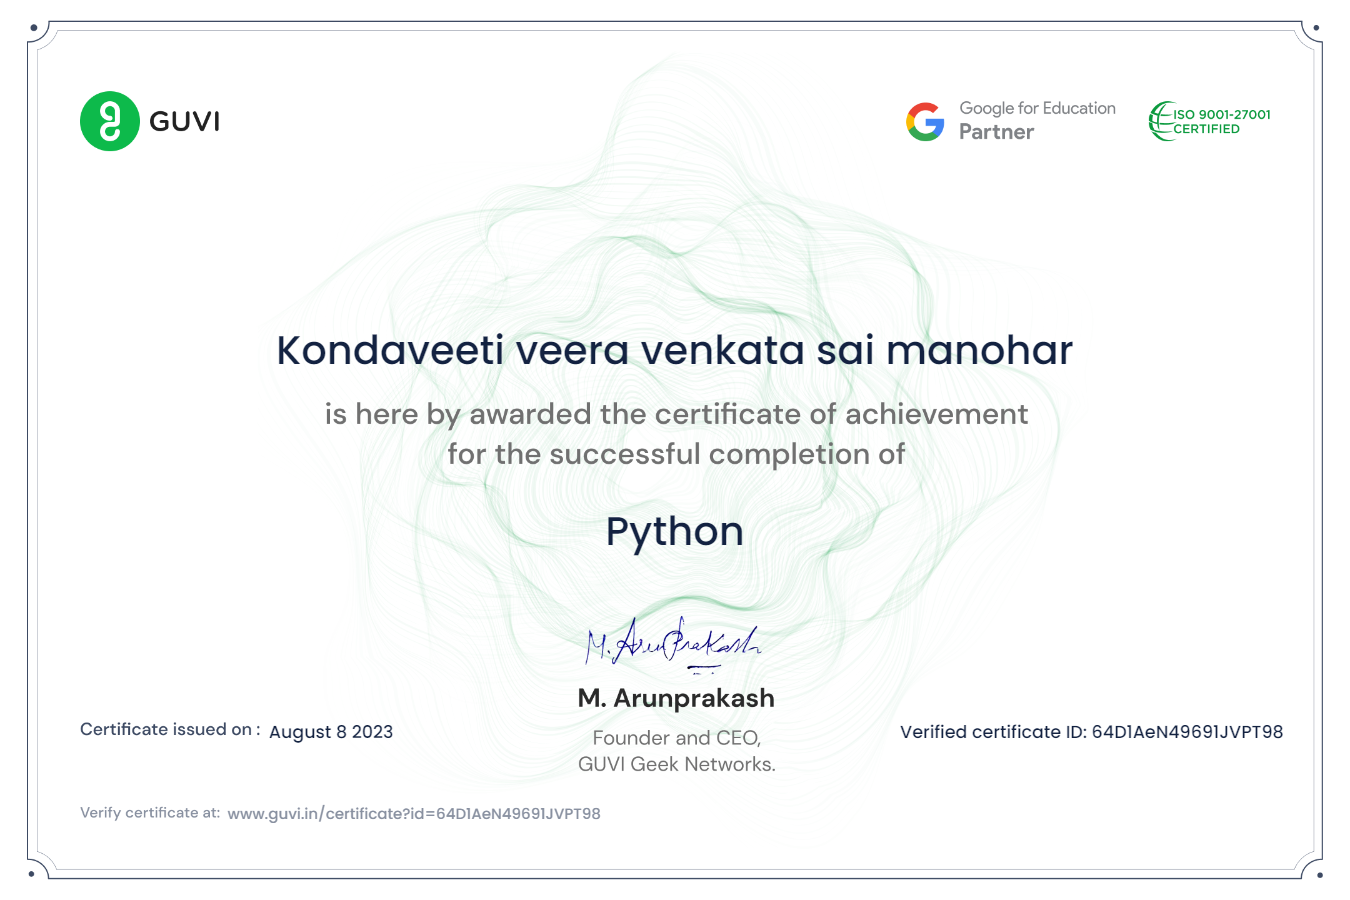 GUVI
Google for Education
Partner
ISO 9001-27001
CERTIFIED
Kondaveeti veera venkata sai manohar
is here by awarded the certificate of achievement
for the successful completion of
Python
M. ArunPrakash
M. Arunprakash
Founder and CEO,
GUVI Geek Networks.
Certificate issued on : August 8 2023
Verified certificate ID: 64D1AeN49691JVPT98
Verify certificate at: www.guvi.in/certificate?id=64D1AeN49691JVPT98